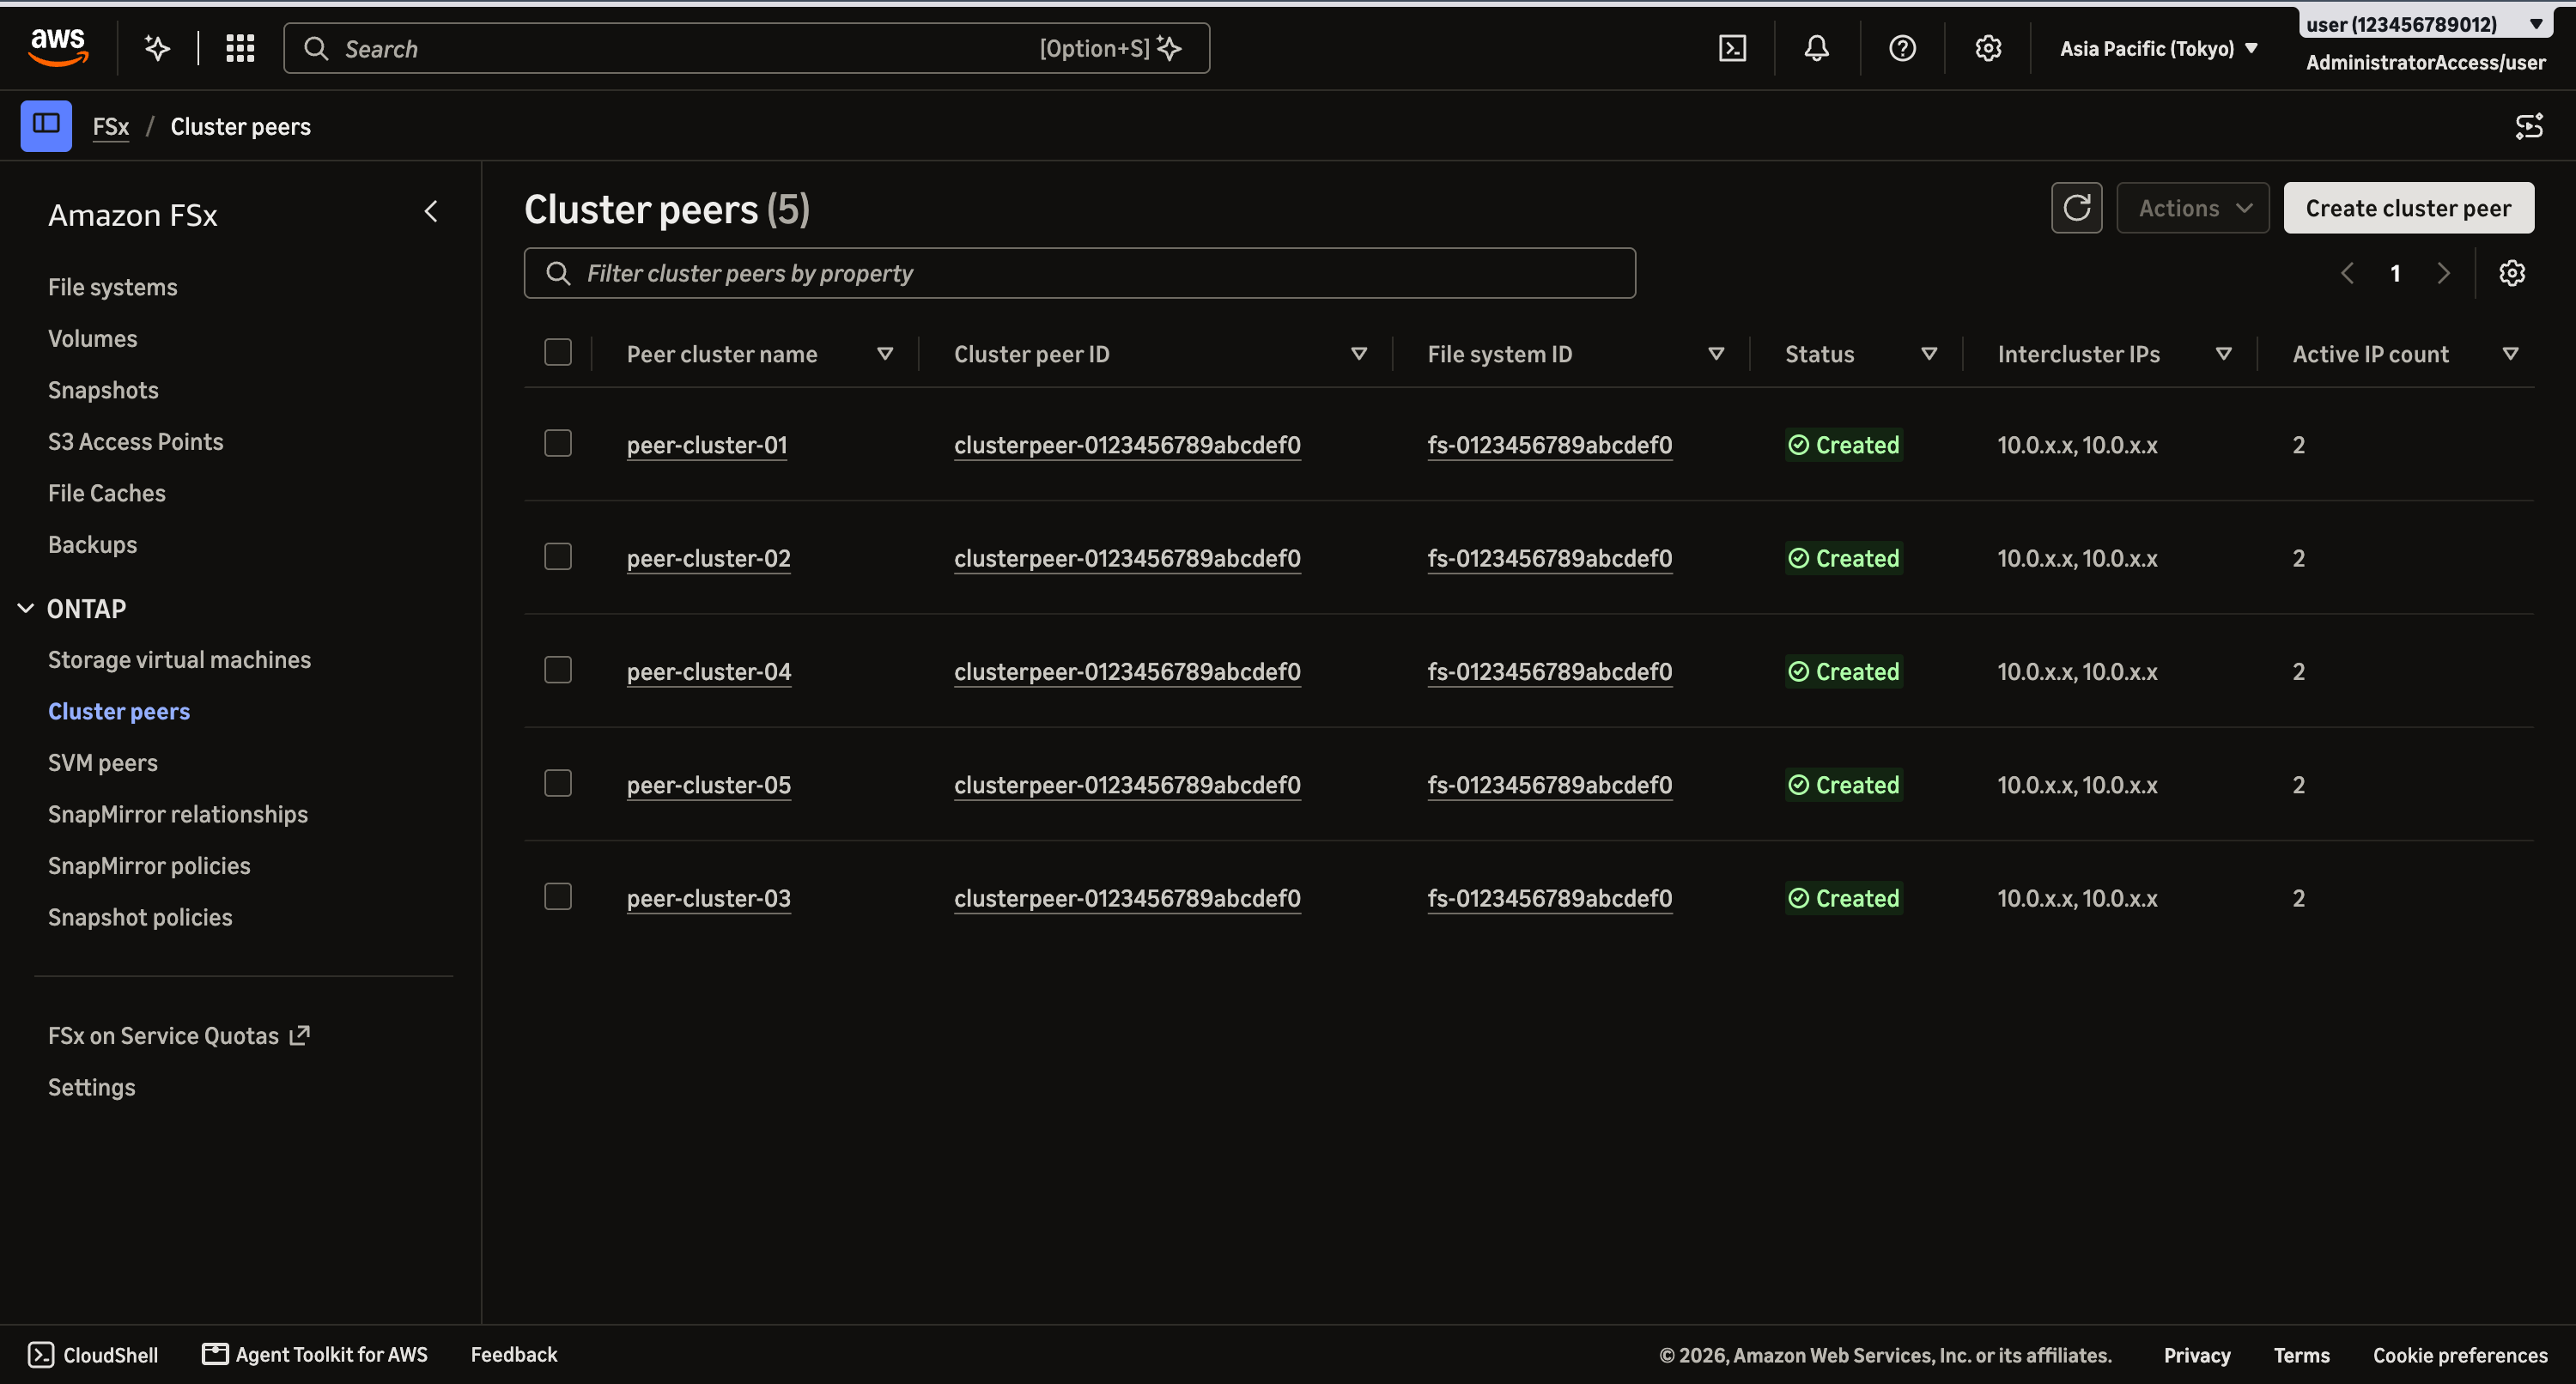 aws
Search [Option+S]
Asia Pacific (Tokyo)
user (123456789012)
AdministratorAccess/user
FSx / Cluster peers
Amazon FSx
File systems
Volumes
Snapshots
S3 Access Points
File Caches
Backups
ONTAP
Storage virtual machines
Cluster peers
SVM peers
SnapMirror relationships
SnapMirror policies
Snapshot policies
FSx on Service Quotas
Settings
Cluster peers (5)
Actions
Create cluster peer
Filter cluster peers by property
1
Peer cluster name Cluster peer ID File system ID Status Intercluster IPs Active IP count
peer-cluster-01 clusterpeer-0123456789abcdef0 fs-0123456789abcdef0 Created 10.0.x.x, 10.0.x.x 2
peer-cluster-02 clusterpeer-0123456789abcdef0 fs-0123456789abcdef0 Created 10.0.x.x, 10.0.x.x 2
peer-cluster-04 clusterpeer-0123456789abcdef0 fs-0123456789abcdef0 Created 10.0.x.x, 10.0.x.x 2
peer-cluster-05 clusterpeer-0123456789abcdef0 fs-0123456789abcdef0 Created 10.0.x.x, 10.0.x.x 2
peer-cluster-03 clusterpeer-0123456789abcdef0 fs-0123456789abcdef0 Created 10.0.x.x, 10.0.x.x 2
CloudShell Agent Toolkit for AWS Feedback © 2026, Amazon Web Services, Inc. or its affiliates. Privacy Terms Cookie preferences